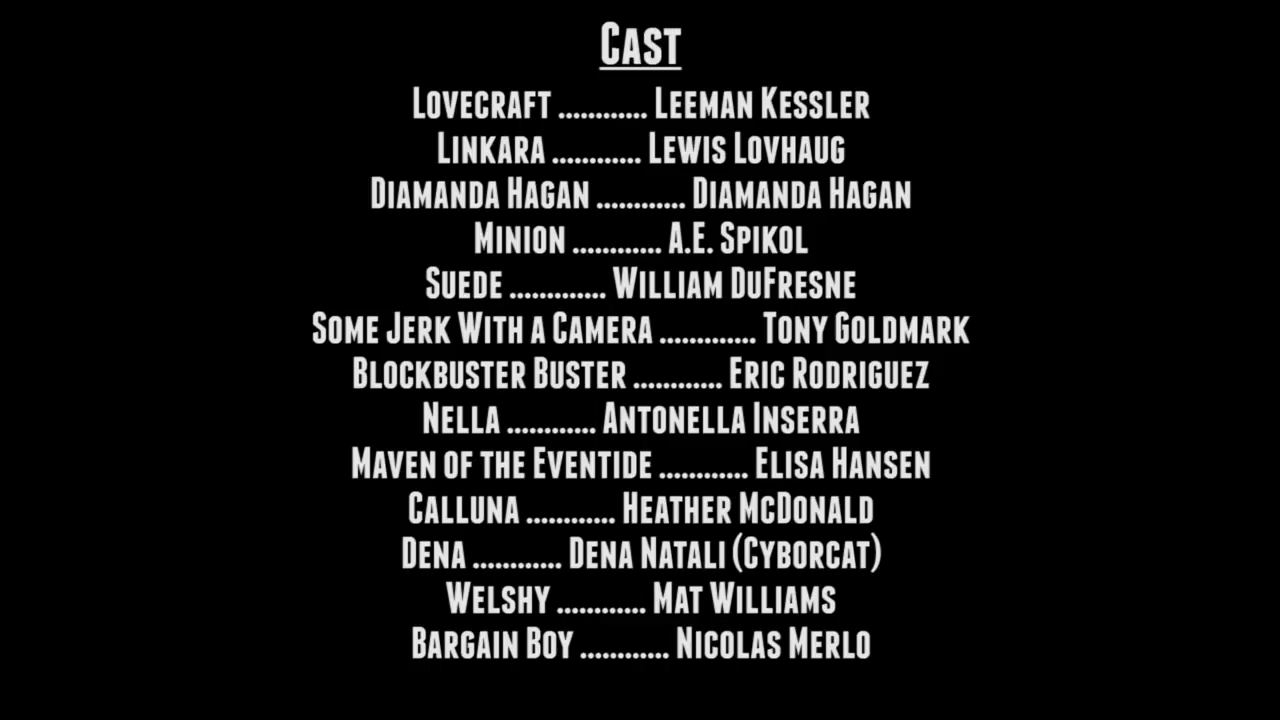 Cast
Lovecraft ............ Leeman Kessler
Linkara ............ Lewis Lovhaug
Diamanda Hagan ............ Diamanda Hagan
Minion ............ A.E. Spikol
Suede ............. William DuFresne
Some Jerk With a Camera ............. Tony Goldmark
Blockbuster Buster ............ Eric Rodriguez
Nella ............ Antonella Inserra
Maven of the Eventide ............ Elisa Hansen
Calluna ............ Heather McDonald
Dena ............ Dena Natali (Cyborcat)
Welshy ............ Mat Williams
Bargain Boy ............ Nicolas Merlo